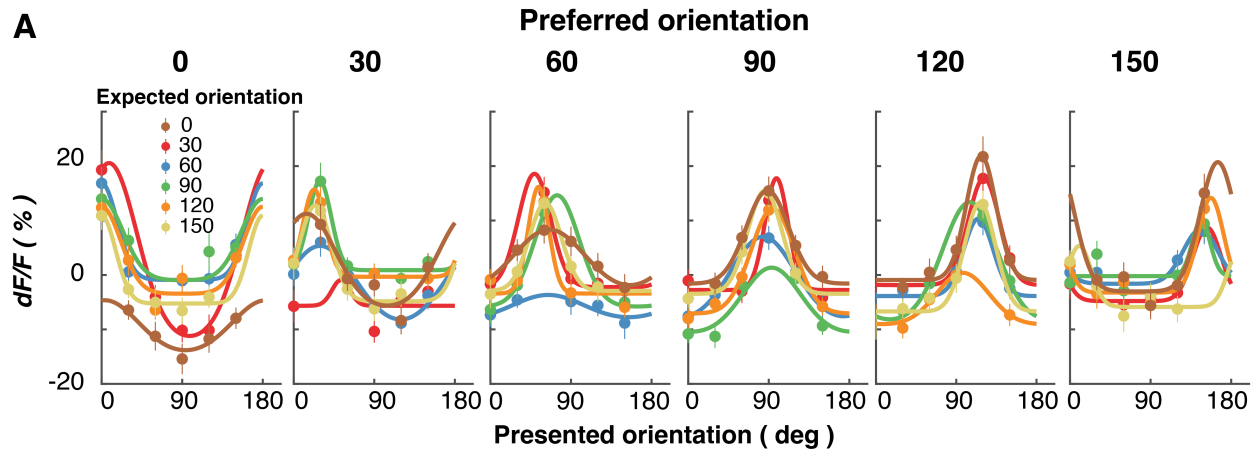 A
Preferred orientation
0 30 60 90 120 150
Expected orientation
0
30
60
90
120
150
20
0
-20
dF/F ( % )
0 90 180 0 90 180 0 90 180 0 90 180 0 90 180 0 90 180
Presented orientation ( deg )